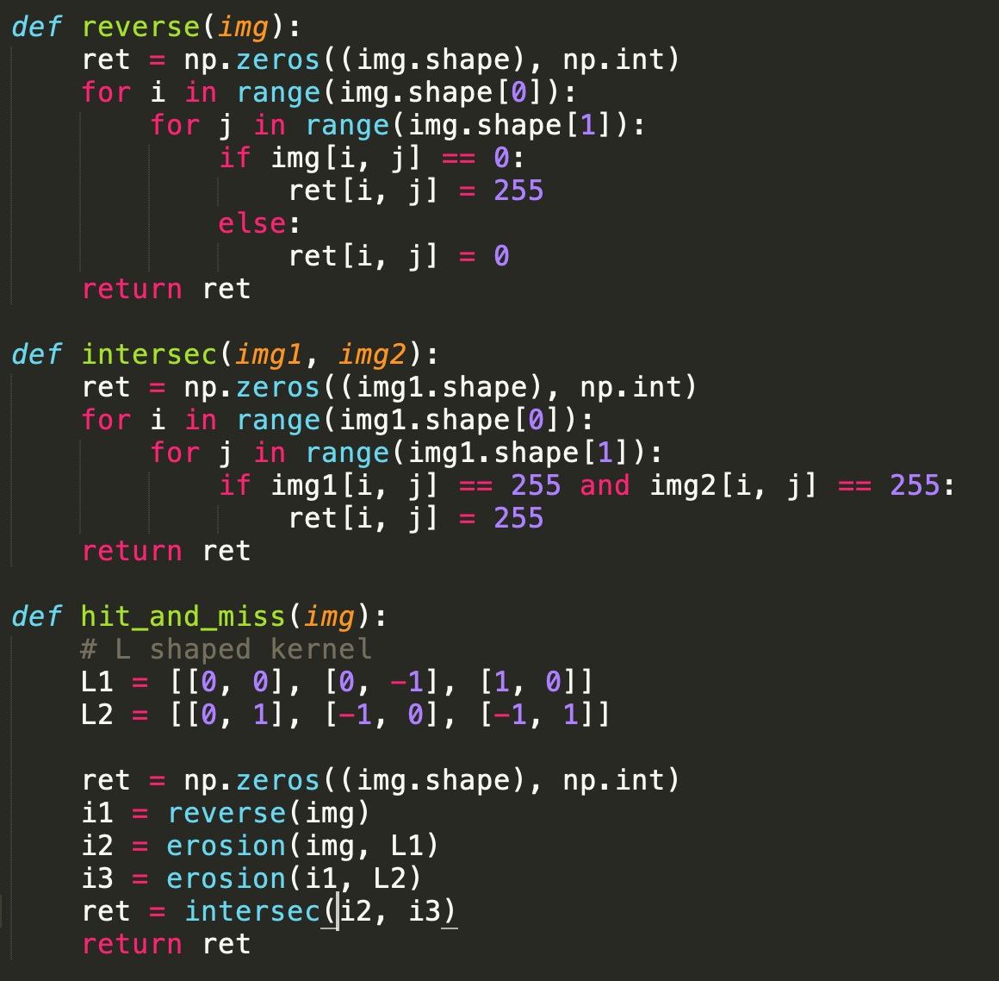 def reverse(img):
    ret = np.zeros((img.shape), np.int)
    for i in range(img.shape[0]):
        for j in range(img.shape[1]):
            if img[i, j] == 0:
                ret[i, j] = 255
            else:
                ret[i, j] = 0
    return ret

def intersec(img1, img2):
    ret = np.zeros((img1.shape), np.int)
    for i in range(img1.shape[0]):
        for j in range(img1.shape[1]):
            if img1[i, j] == 255 and img2[i, j] == 255:
                ret[i, j] = 255
    return ret

def hit_and_miss(img):
    # L shaped kernel
    L1 = [[0, 0], [0, -1], [1, 0]]
    L2 = [[0, 1], [-1, 0], [-1, 1]]

    ret = np.zeros((img.shape), np.int)
    i1 = reverse(img)
    i2 = erosion(img, L1)
    i3 = erosion(i1, L2)
    ret = intersec(i2, i3)
    return ret